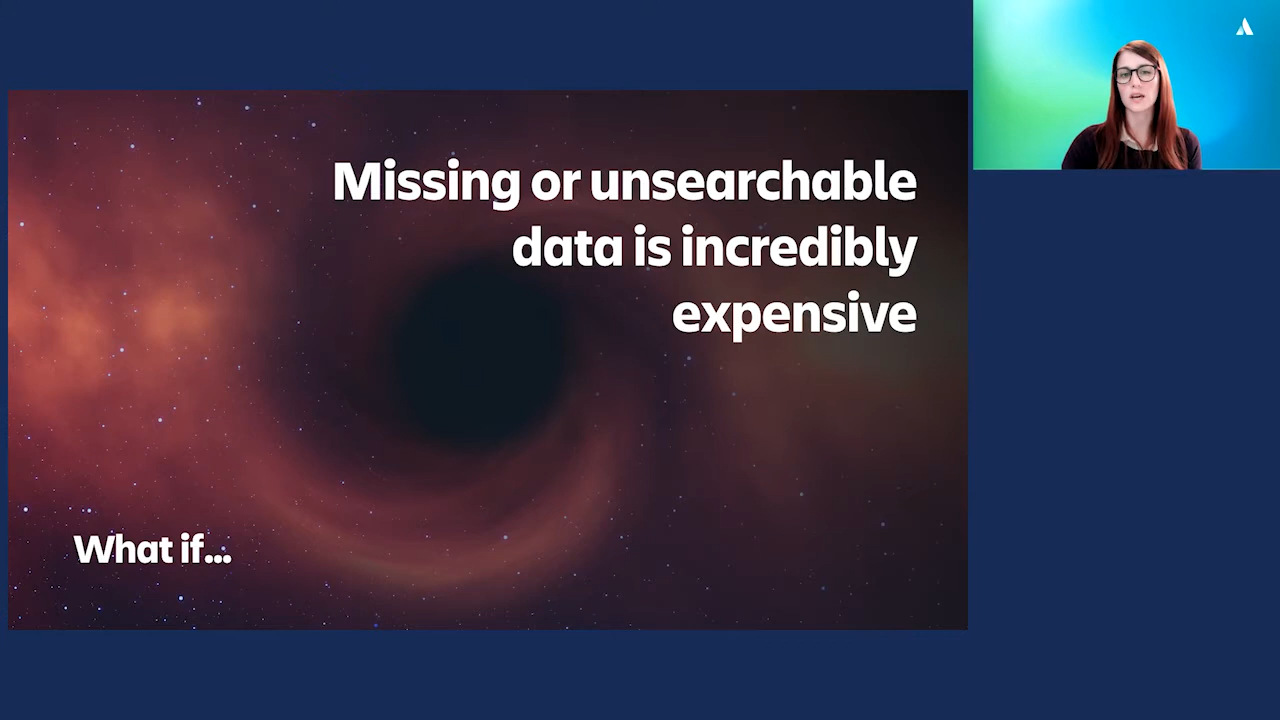 Missing or unsearchable
data is incredibly
expensive
What if...